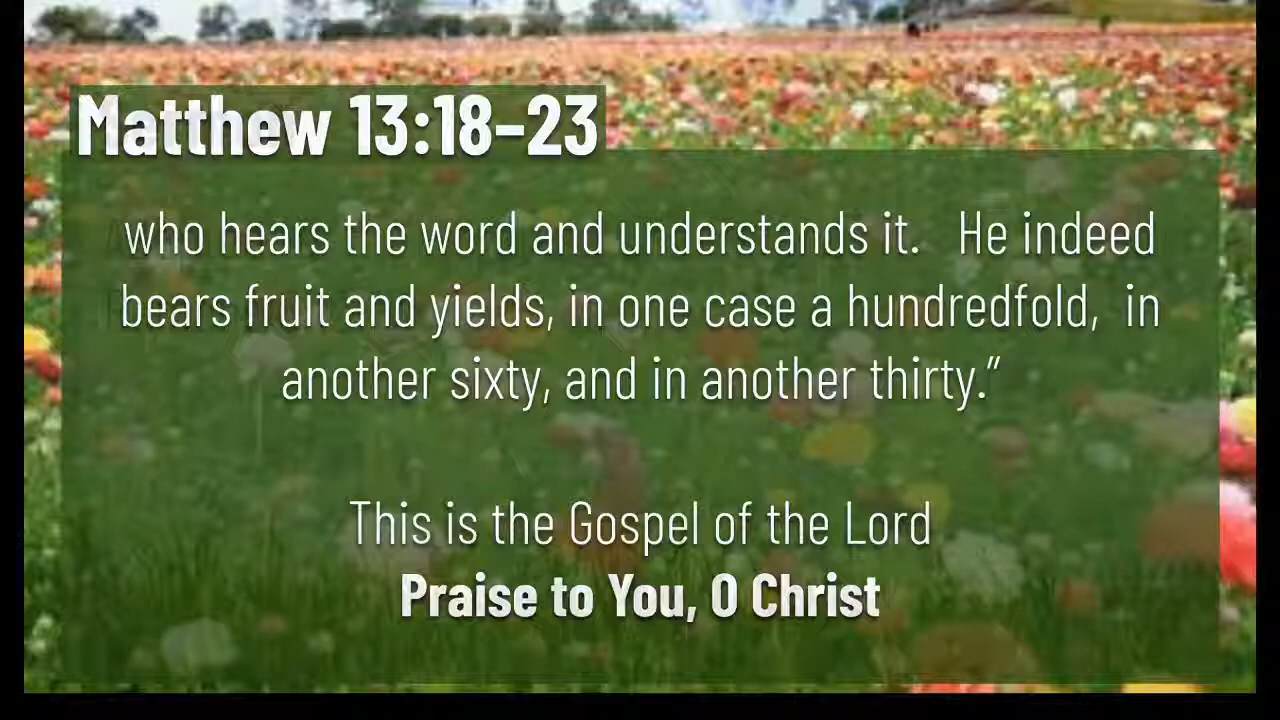 Matthew 13:18–23
who hears the word and understands it.   He indeed
bears fruit and yields, in one case a hundredfold,  in
another sixty, and in another thirty.”
This is the Gospel of the Lord
Praise to You, O Christ